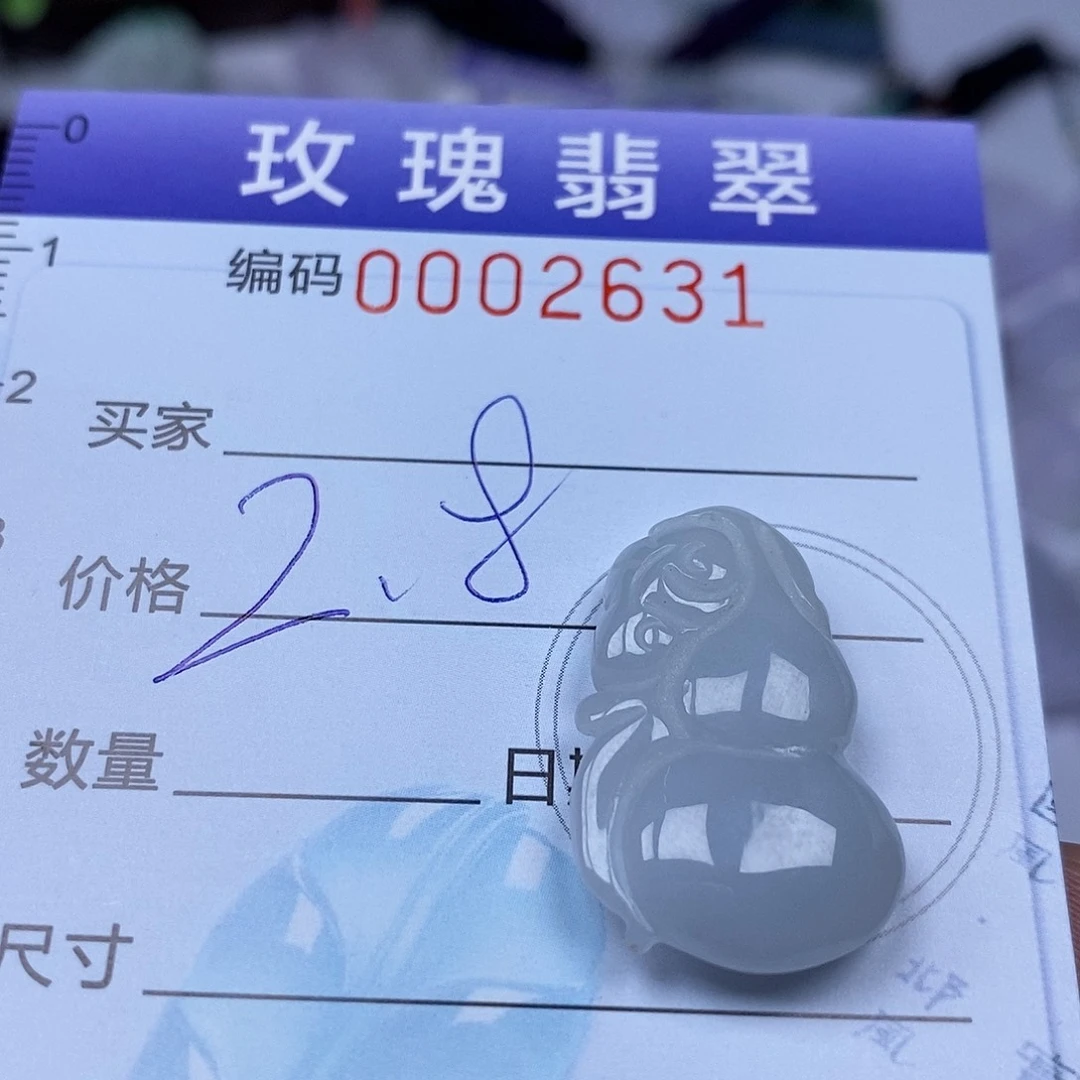 玫瑰翡翠
编码0002631
买家
价格 2.8
数量 日
尺寸
0
1
2